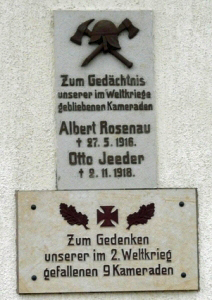 Zum Gedächtnis
unserer im Weltkriege
gebliebenen Kameraden
Albert Rosenau
† 27. 5. 1916.
Otto Jeeder
† 2. 11. 1918.
Zum Gedenken
unserer im 2. Weltkrieg
gefallenen 9 Kameraden